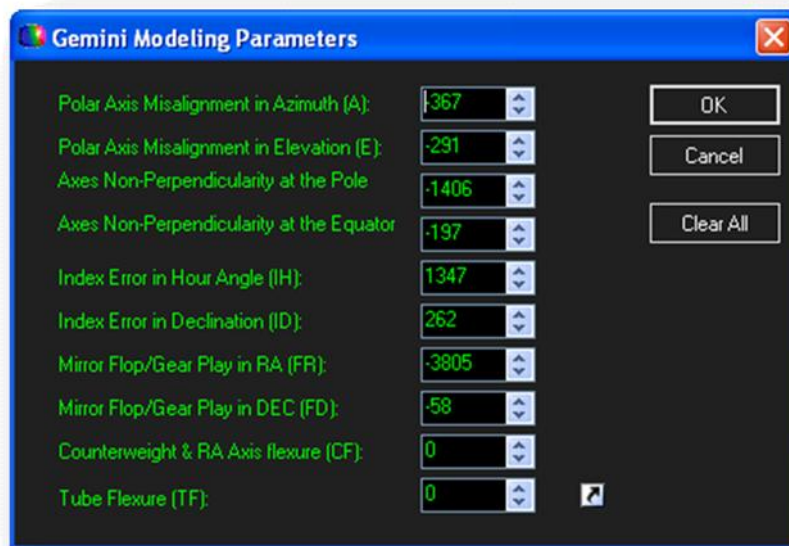 Gemini Modeling Parameters
Polar Axis Misalignment in Azimuth (A): -367
OK
Polar Axis Misalignment in Elevation (E): -291
Cancel
Axes Non-Perpendicularity at the Pole -1406
Axes Non-Perpendicularity at the Equator -197
Clear All
Index Error in Hour Angle (IH): 1347
Index Error in Declination (ID): 262
Mirror Flop/Gear Play in RA (FR): -3805
Mirror Flop/Gear Play in DEC (FD): -58
Counterweight & RA Axis flexure (CF): 0
Tube Flexure (TF): 0